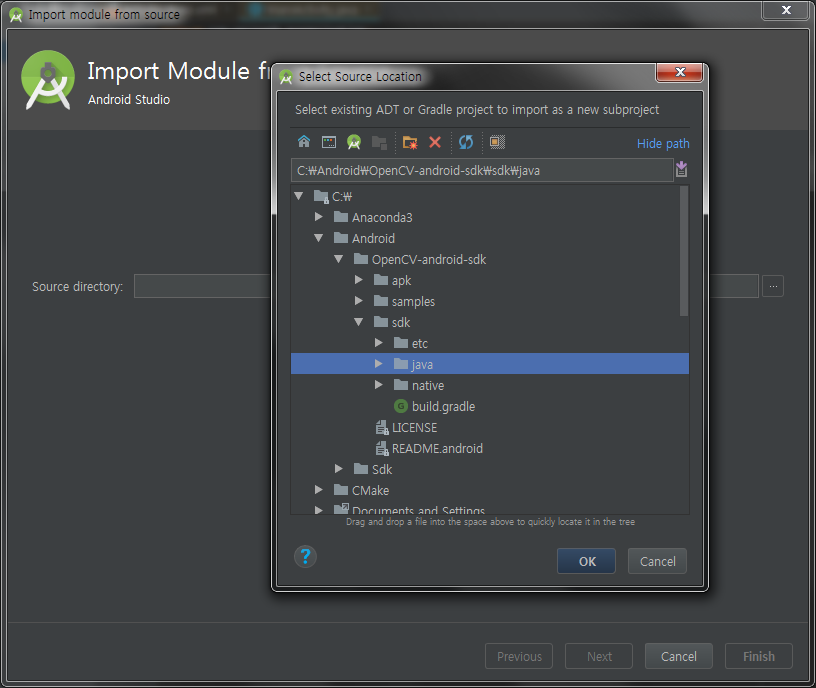 Import module from source
Import Module fr
Android Studio
Source directory:
...
Select Source Location
Select existing ADT or Gradle project to import as a new subproject
Hide path
C:₩Android₩OpenCV-android-sdk₩sdk₩java
C:₩
Anaconda3
Android
OpenCV-android-sdk
apk
samples
sdk
etc
java
native
G build.gradle
LICENSE
README.android
Sdk
CMake
Documents and Settings
Drag and drop a file into the space above to quickly locate it in the tree
?
OK Cancel
Previous Next Cancel Finish